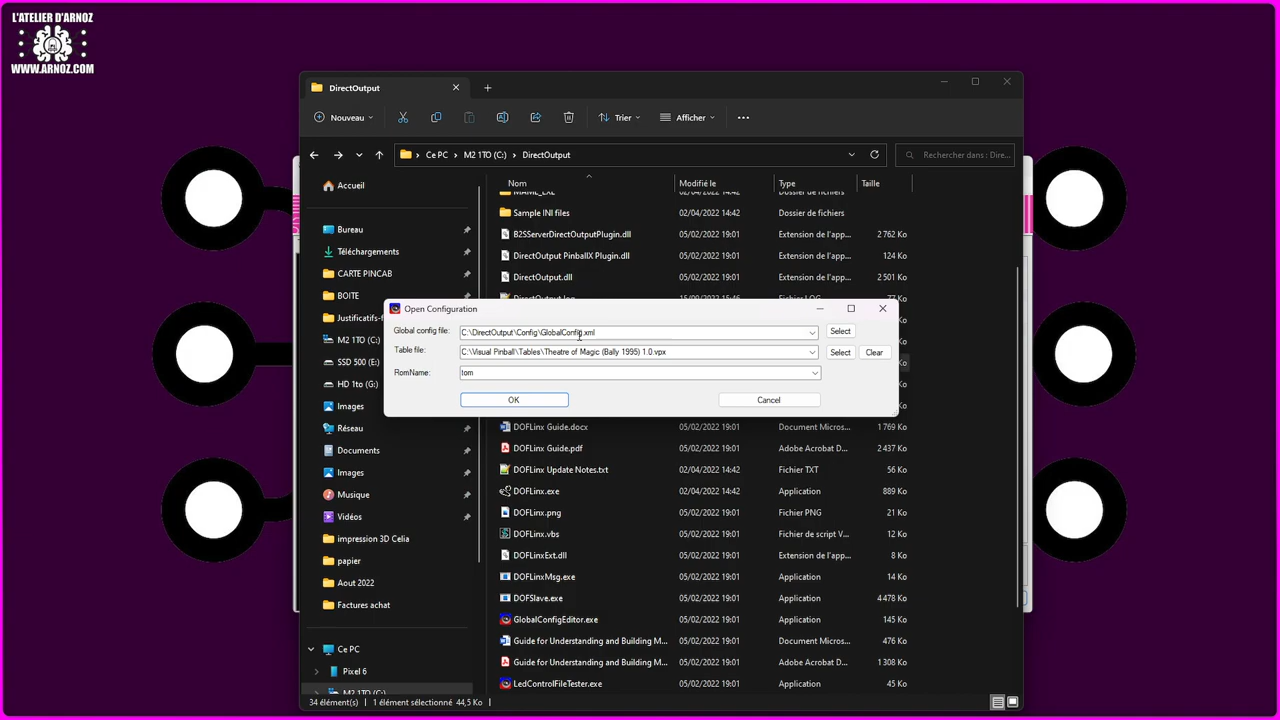 L'ATELIER D'ARNOZ
WWW.ARNOZ.COM
DirectOutput
Nouveau
Trier
Afficher
Ce PC > M2 1TO (C:) > DirectOutput
Rechercher dans : Dire...
Nom Modifié le Type Taille
Accueil
Bureau
Téléchargements
CARTE PINCAB
BOITE
Justificatifs-f
M2 1TO (C:)
SSD 500 (E:)
HD 1to (G:)
Images
Réseau
Documents
Images
Musique
Vidéos
impression 3D Celia
papier
Aout 2022
Factures achat
Ce PC
Pixel 6
M2 1TO (C:)
MAME_EXE 02/04/2022 14:42 Dossier de fichiers
Sample INI files 02/04/2022 14:42 Dossier de fichiers
B2SServerDirectOutputPlugin.dll 05/02/2022 19:01 Extension de l'app... 2 762 Ko
DirectOutput PinballX Plugin.dll 05/02/2022 19:01 Extension de l'app... 124 Ko
DirectOutput.dll 05/02/2022 19:01 Extension de l'app... 2 501 Ko
Open Configuration
Global config file: C:\DirectOutput\Config\GlobalConfig.xml Select
Table file: C:\Visual Pinball\Tables\Theatre of Magic (Bally 1995) 1.0.vpx Select Clear
RomName: tom
OK Cancel
DOFLinx Guide.docx 05/02/2022 19:01 Document Micros... 1 769 Ko
DOFLinx Guide.pdf 05/02/2022 19:01 Adobe Acrobat D... 2 437 Ko
DOFLinx Update Notes.txt 02/04/2022 14:42 Fichier TXT 56 Ko
DOFLinx.exe 02/04/2022 14:42 Application 889 Ko
DOFLinx.png 05/02/2022 19:01 Fichier PNG 21 Ko
DOFLinx.vbs 05/02/2022 19:01 Fichier de script V... 12 Ko
DOFLinxExt.dll 05/02/2022 19:01 Extension de l'app... 8 Ko
DOFLinxMsg.exe 05/02/2022 19:01 Application 14 Ko
DOFSlave.exe 05/02/2022 19:01 Application 4 478 Ko
GlobalConfigEditor.exe 05/02/2022 19:01 Application 145 Ko
Guide for Understanding and Building M... 05/02/2022 19:01 Document Micros... 476 Ko
Guide for Understanding and Building M... 05/02/2022 19:01 Adobe Acrobat D... 1 308 Ko
LedControlFileTester.exe 05/02/2022 19:01 Application 44 Ko
34 élément(s) 1 élément sélectionné 44,5 Ko